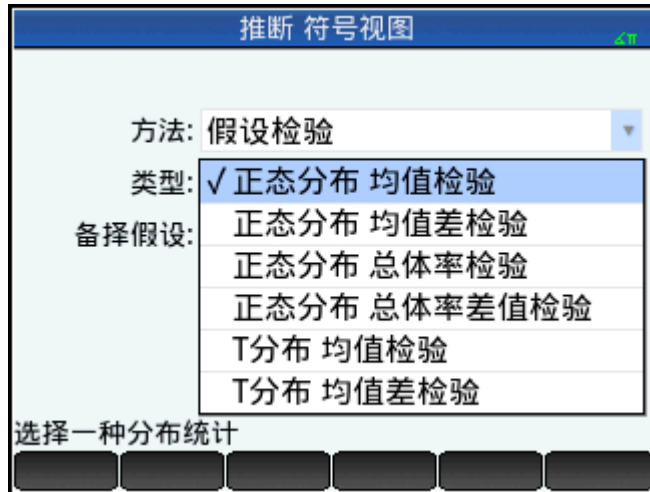 推断 符号视图
∡π
方法: 假设检验
类型: √正态分布 均值检验
正态分布 均值差检验
备择假设:
正态分布 总体率检验
正态分布 总体率差值检验
T分布 均值检验
T分布 均值差检验
选择一种分布统计